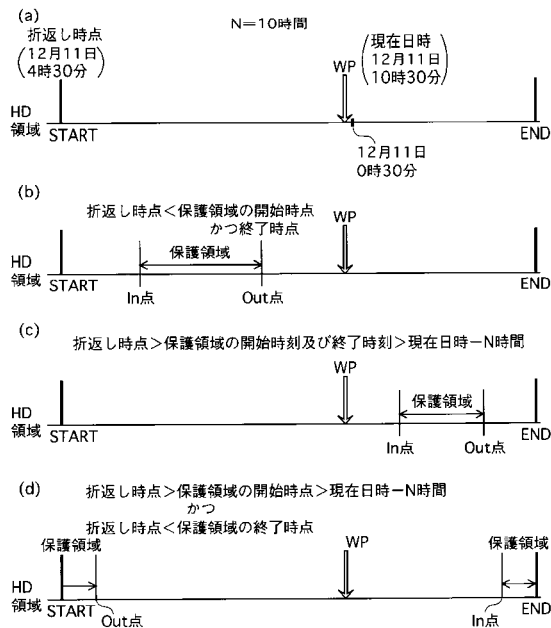 (a)
N=10時間
折返し時点
(12月11日
4時30分)
WP
(現在日時
12月11日
10時30分)
HD
領域
START
END
12月11日
0時30分
(b)
折返し時点<保護領域の開始時点
かつ終了時点
WP
保護領域
HD
領域
START
In点
Out点
END
(c)
折返し時点>保護領域の開始時刻及び終了時刻>現在日時-N時間
WP
保護領域
HD
領域
START
In点
Out点
END
(d)
折返し時点>保護領域の開始時点>現在日時-N時間
かつ
折返し時点<保護領域の終了時点
保護領域
WP
保護領域
HD
領域
START
Out点
In点
END